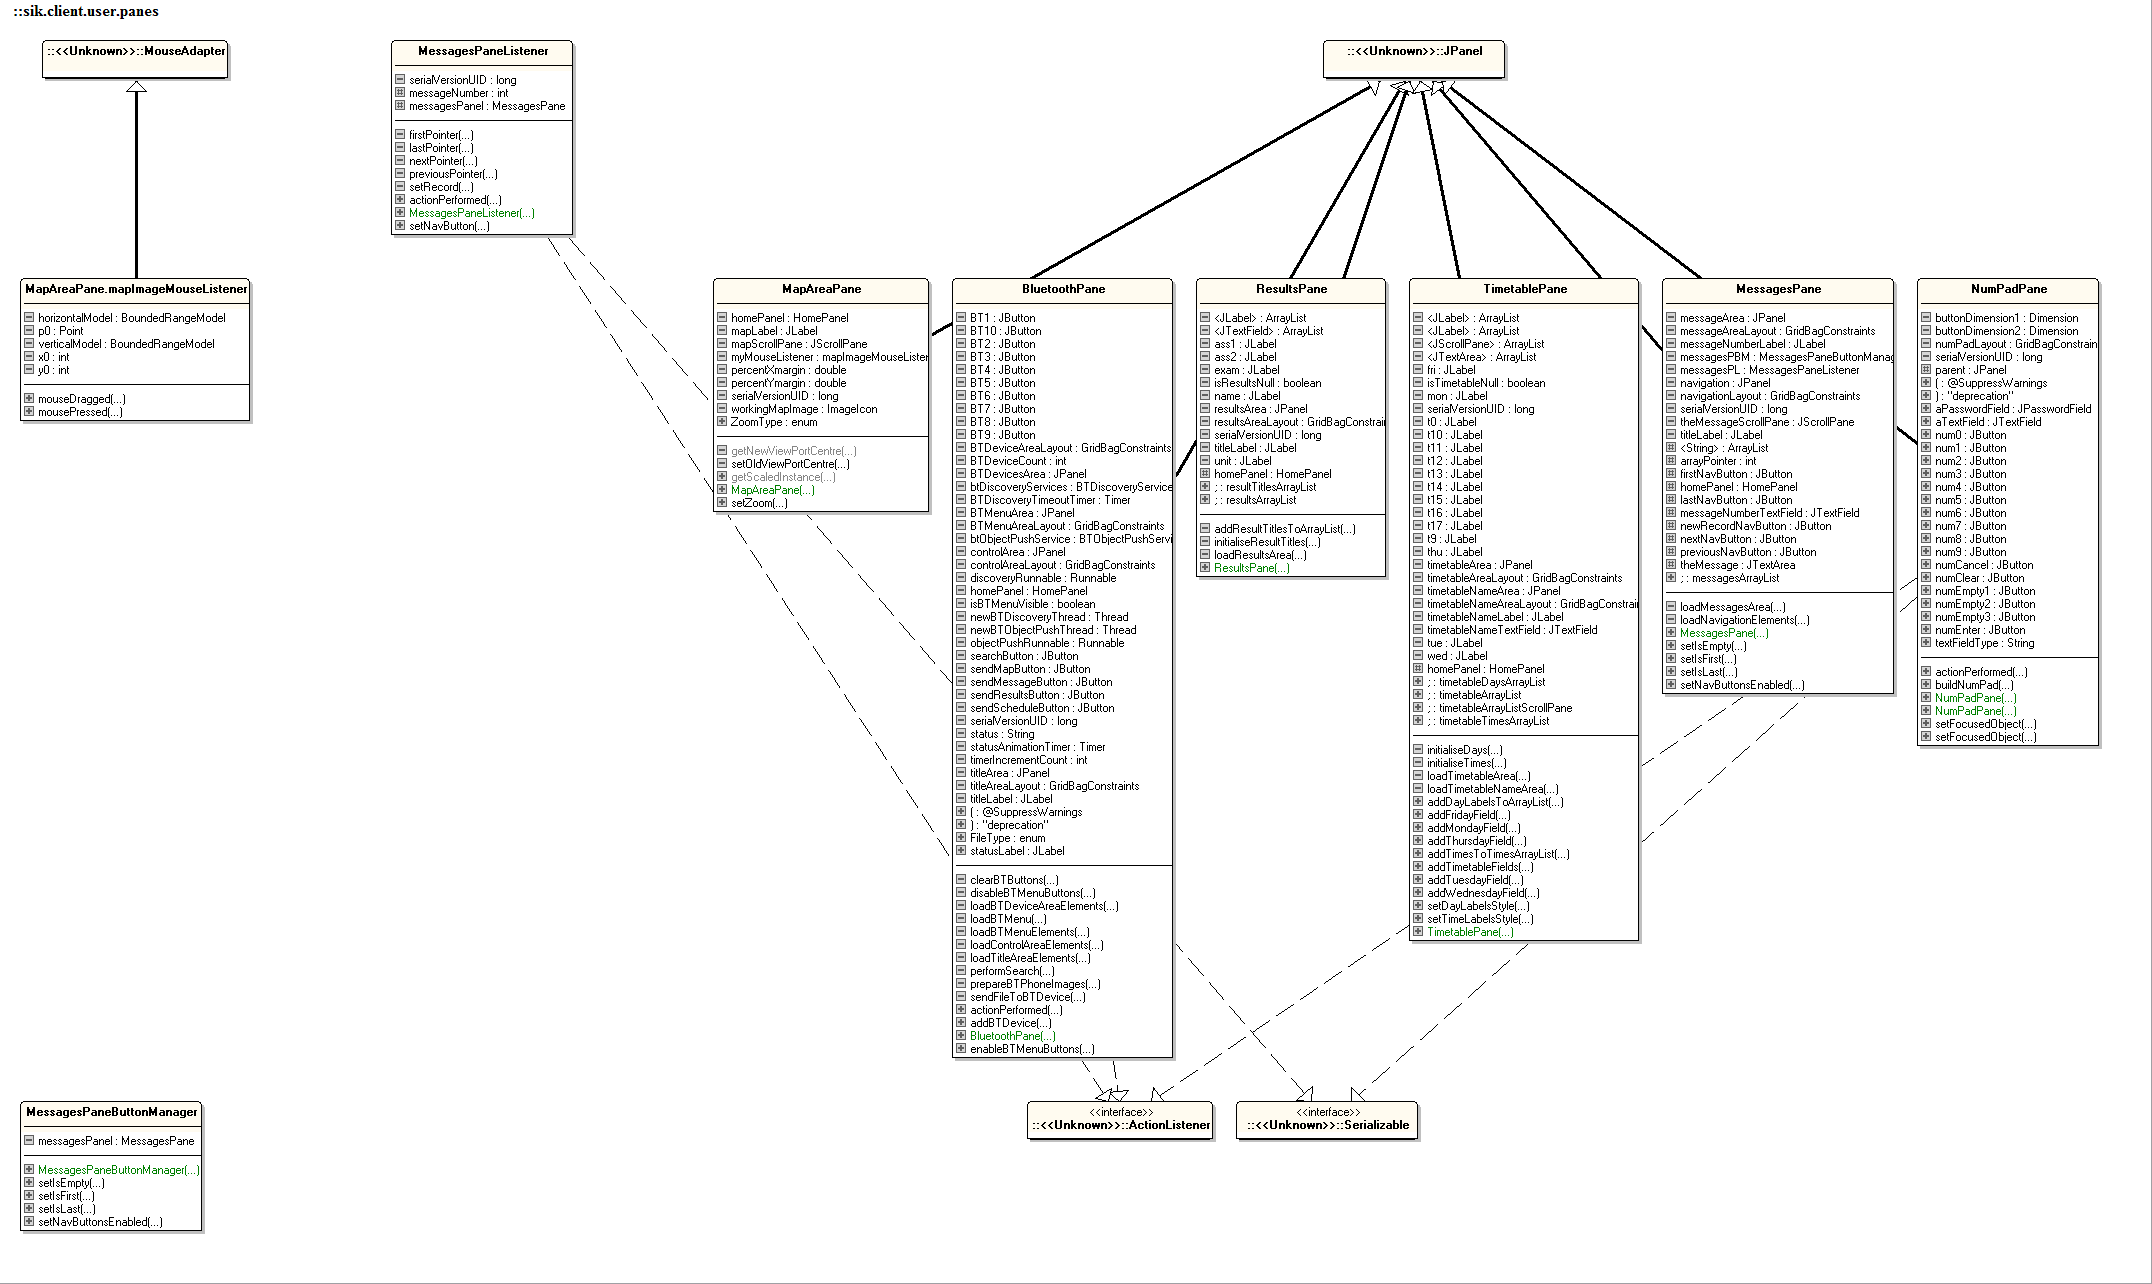 ::sik.client.user.panes
::<<Unknown>>::MouseAdapter
MessagesPaneListener
serialVersionUID : long
messageNumber : int
messagesPanel : MessagesPane
firstPointer(...)
lastPointer(...)
nextPointer(...)
previousPointer(...)
setRecord(...)
actionPerformed(...)
MessagesPaneListener(...)
setNavButton(...)
::<<Unknown>>::JPanel
MapAreaPane.mapImageMouseListener
horizontalModel : BoundedRangeModel
p0 : Point
verticalModel : BoundedRangeModel
x0 : int
y0 : int
mouseDragged(...)
mousePressed(...)
MapAreaPane
homePanel : HomePanel
mapLabel : JLabel
mapScrollPane : JScrollPane
myMouseListener : mapImageMouseListener
percentXmargin : double
percentYmargin : double
serialVersionUID : long
workingMapImage : ImageIcon
ZoomType : enum
getNewViewPortCentre(...)
setOldViewPortCentre(...)
getScaledInstance(...)
MapAreaPane(...)
setZoom(...)
BluetoothPane
BT1 : JButton
BT10 : JButton
BT2 : JButton
BT3 : JButton
BT4 : JButton
BT5 : JButton
BT6 : JButton
BT7 : JButton
BT8 : JButton
BT9 : JButton
BTDeviceAreaLayout : GridBagConstraints
BTDeviceCount : int
BTDevicesArea : JPanel
btDiscoveryServices : BTDiscoveryService
BTDiscoveryTimeoutTimer : Timer
BTMenuArea : JPanel
BTMenuAreaLayout : GridBagConstraints
btObjectPushService : BTObjectPushServi
controlArea : JPanel
controlAreaLayout : GridBagConstraints
discoveryRunnable : Runnable
homePanel : HomePanel
isBTMenuVisible : boolean
newBTDiscoveryThread : Thread
newBTObjectPushThread : Thread
objectPushRunnable : Runnable
searchButton : JButton
sendMapButton : JButton
sendMessageButton : JButton
sendResultsButton : JButton
sendScheduleButton : JButton
serialVersionUID : long
status : String
statusAnimationTimer : Timer
timerIncrementCount : int
titleArea : JPanel
titleAreaLayout : GridBagConstraints
titleLabel : JLabel
( : @SuppressWarnings
) : "deprecation"
FileType : enum
statusLabel : JLabel
clearBTButtons(...)
disableBTMenuButtons(...)
loadBTDeviceAreaElements(...)
loadBTMenu(...)
loadBTMenuElements(...)
loadControlAreaElements(...)
loadTitleAreaElements(...)
performSearch(...)
prepareBTPhoneImages(...)
sendFileToBTDevice(...)
actionPerformed(...)
addBTDevice(...)
BluetoothPane(...)
enableBTMenuButtons(...)
ResultsPane
<JLabel> : ArrayList
<JTextField> : ArrayList
ass1 : JLabel
ass2 : JLabel
exam : JLabel
isResultsNull : boolean
name : JLabel
resultsArea : JPanel
resultsAreaLayout : GridBagConstrai
serialVersionUID : long
titleLabel : JLabel
unit : JLabel
homePanel : HomePanel
; : resultTitlesArrayList
; : resultsArrayList
addResultTitlesToArrayList(...)
initialiseResultTitles(...)
loadResultsArea(...)
ResultsPane(...)
TimetablePane
<JLabel> : ArrayList
<JLabel> : ArrayList
<JScrollPane> : ArrayList
<JTextArea> : ArrayList
fri : JLabel
isTimetableNull : boolean
mon : JLabel
serialVersionUID : long
t0 : JLabel
t10 : JLabel
t11 : JLabel
t12 : JLabel
t13 : JLabel
t14 : JLabel
t15 : JLabel
t16 : JLabel
t17 : JLabel
t9 : JLabel
thu : JLabel
timetableArea : JPanel
timetableAreaLayout : GridBagConstraints
timetableNameArea : JPanel
timetableNameAreaLayout : GridBagConstrai
timetableNameLabel : JLabel
timetableNameTextField : JTextField
tue : JLabel
wed : JLabel
homePanel : HomePanel
; : timetableDaysArrayList
; : timetableArrayList
; : timetableArrayListScrollPane
; : timetableTimesArrayList
initialiseDays(...)
initialiseTimes(...)
loadTimetableArea(...)
loadTimetableNameArea(...)
addDayLabelsToArrayList(...)
addFridayField(...)
addMondayField(...)
addThursdayField(...)
addTimesToTimesArrayList(...)
addTimetableFields(...)
addTuesdayField(...)
addWednesdayField(...)
setDayLabelsStyle(...)
setTimeLabelsStyle(...)
TimetablePane(...)
MessagesPane
messageArea : JPanel
messageAreaLayout : GridBagConstraints
messageNumberLabel : JLabel
messagesPBM : MessagesPaneButtonManag
messagesPL : MessagesPaneListener
navigation : JPanel
navigationLayout : GridBagConstraints
serialVersionUID : long
theMessageScrollPane : JScrollPane
titleLabel : JLabel
<String> : ArrayList
arrayPointer : int
firstNavButton : JButton
homePanel : HomePanel
lastNavButton : JButton
messageNumberTextField : JTextField
newRecordNavButton : JButton
nextNavButton : JButton
previousNavButton : JButton
theMessage : JTextArea
; : messagesArrayList
loadMessagesArea(...)
loadNavigationElements(...)
MessagesPane(...)
setIsEmpty(...)
setIsFirst(...)
setIsLast(...)
setNavButtonsEnabled(...)
NumPadPane
buttonDimension1 : Dimension
buttonDimension2 : Dimension
numPadLayout : GridBagConstrain
serialVersionUID : long
parent : JPanel
( : @SuppressWarnings
) : "deprecation"
aPasswordField : JPasswordField
aTextField : JTextField
num0 : JButton
num1 : JButton
num2 : JButton
num3 : JButton
num4 : JButton
num5 : JButton
num6 : JButton
num7 : JButton
num8 : JButton
num9 : JButton
numCancel : JButton
numClear : JButton
numEmpty1 : JButton
numEmpty2 : JButton
numEmpty3 : JButton
numEnter : JButton
textFieldType : String
actionPerformed(...)
buildNumPad(...)
NumPadPane(...)
NumPadPane(...)
setFocusedObject(...)
setFocusedObject(...)
MessagesPaneButtonManager
messagesPanel : MessagesPane
MessagesPaneButtonManager(...)
setIsEmpty(...)
setIsFirst(...)
setIsLast(...)
setNavButtonsEnabled(...)
<<interface>>
::<<Unknown>>::ActionListener
<<interface>>
::<<Unknown>>::Serializable